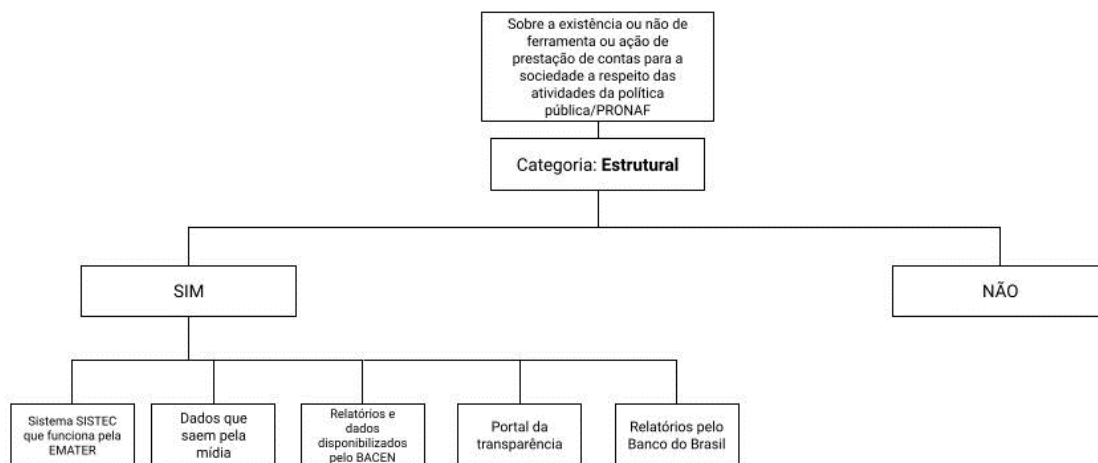 Sobre a existência ou não de
ferramenta ou ação de
prestação de contas para a
sociedade a respeito das
atividades da política
pública/PRONAF
Categoria: Estrutural
SIM
NÃO
Sistema SISTEC
que funciona pela
EMATER
Dados que
saem pela
mídia
Relatórios e
dados
disponibilizados
pelo BACEN
Portal da
transparência
Relatórios pelo
Banco do Brasil